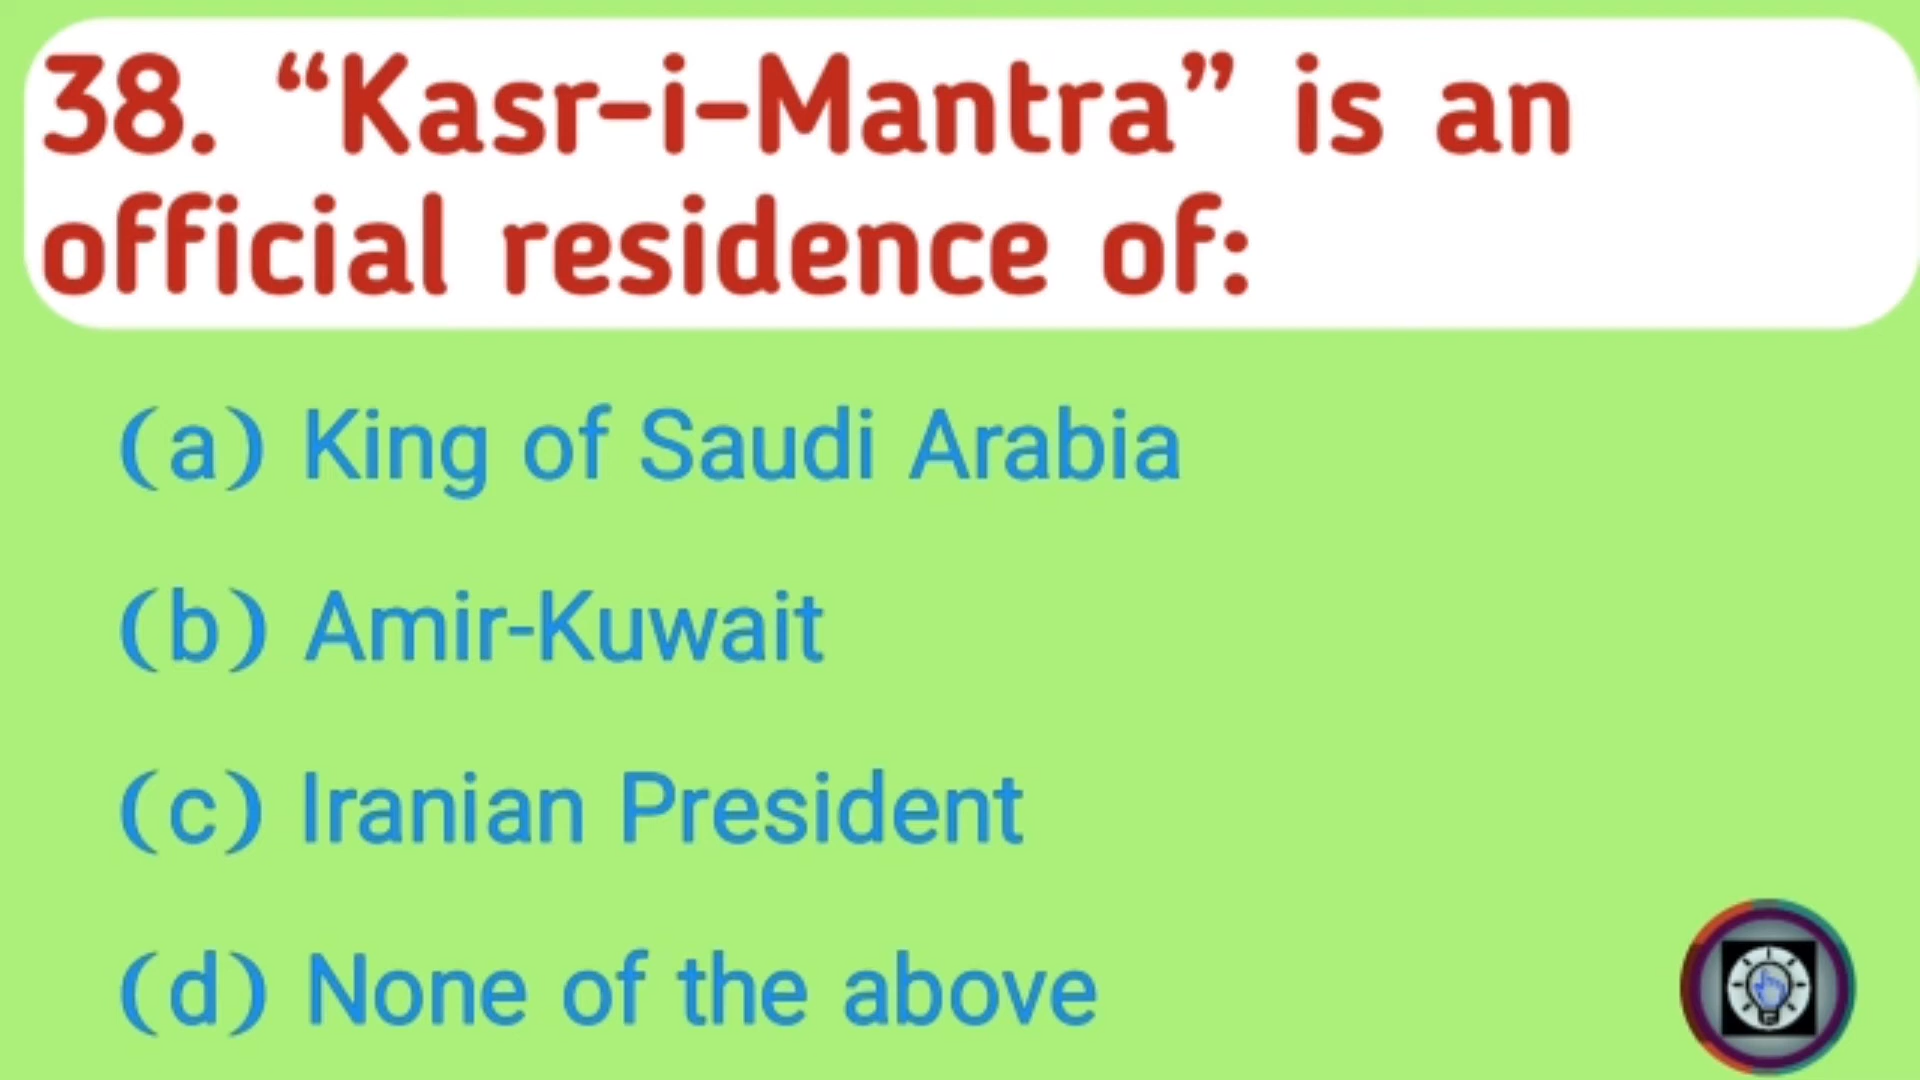 38. “Kasr-i-Mantra” is an
official residence of:
(a) King of Saudi Arabia
(b) Amir-Kuwait
(c) Iranian President
(d) None of the above